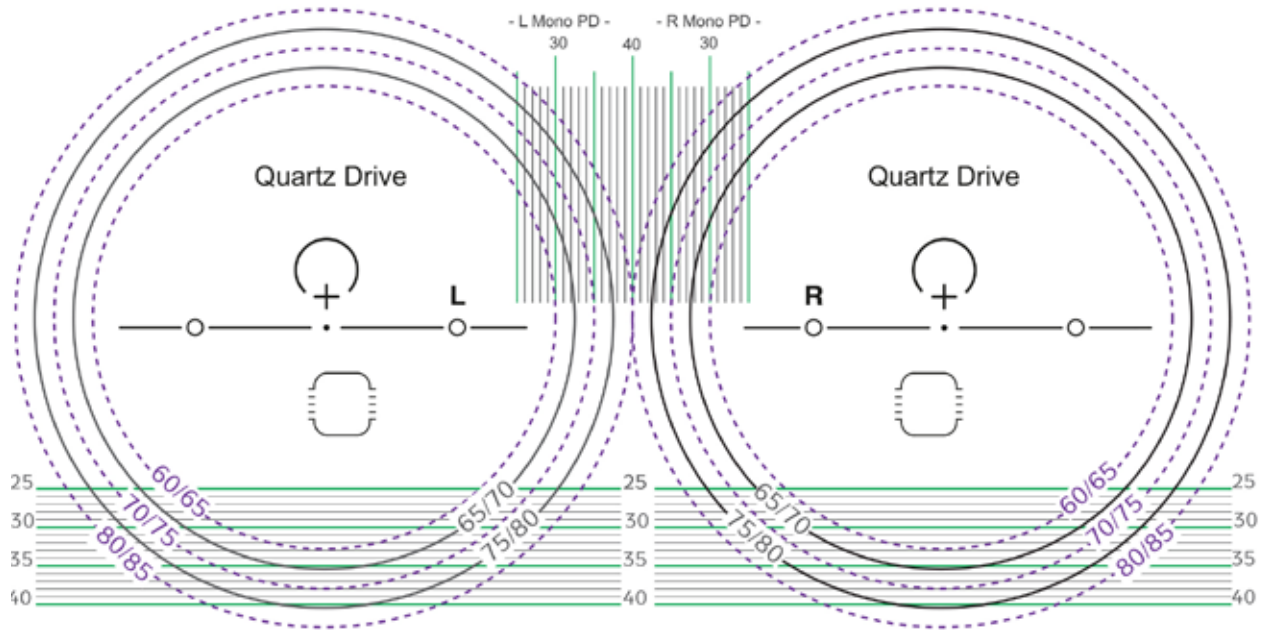 - L Mono PD - - R Mono PD -
30 40 30
Quartz Drive Quartz Drive
L R
25 60/65 65/70 25 65/70 60/65 25
30 70/75 75/80 30 75/80 70/75 30
35 80/85 35 80/85 35
40 40 40